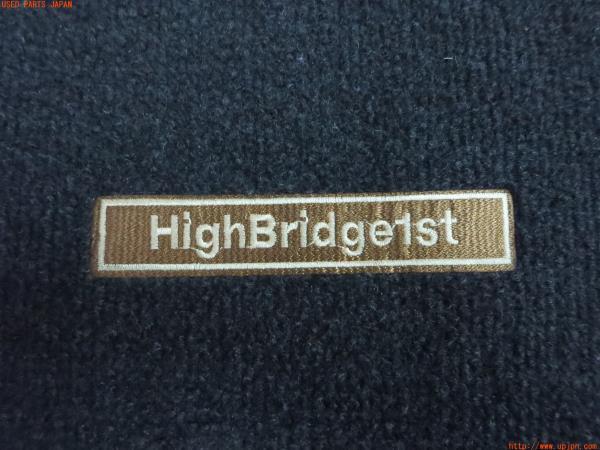 USED PARTS JAPAN
HighBridge1st
http://www.upjpn.com/